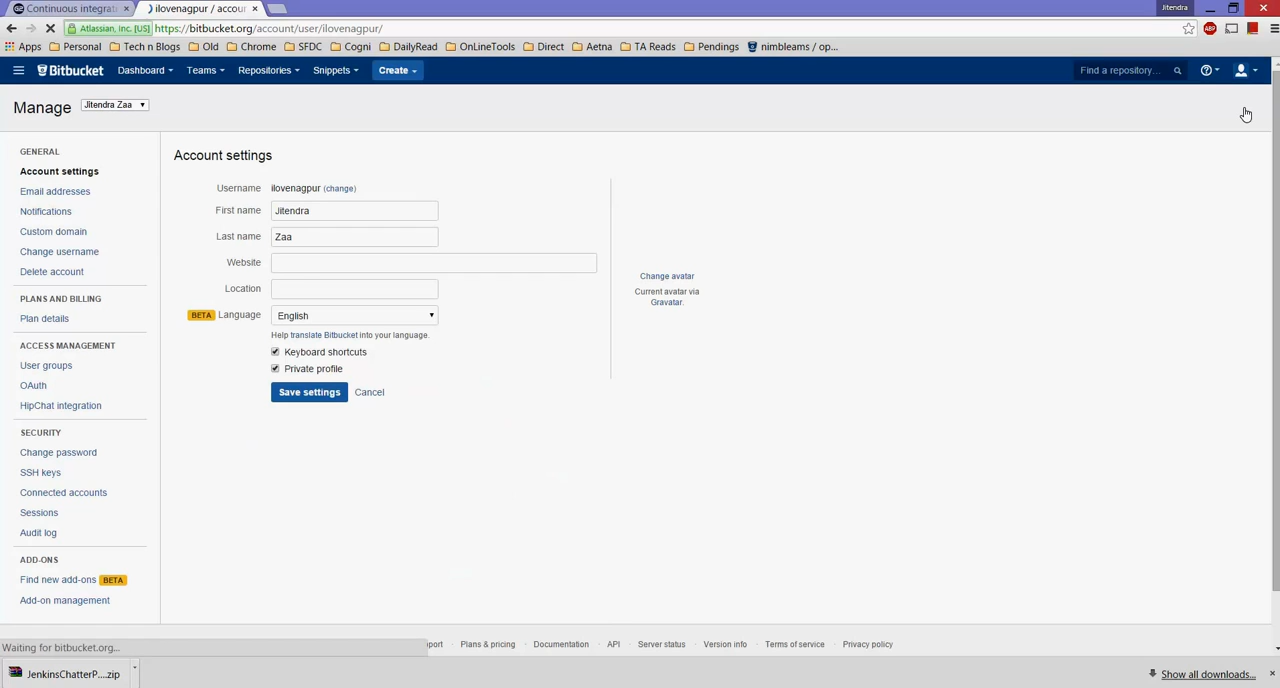 Continuous integrat
ilovenagpur / accour
Jitendra
Atlassian, Inc. [US]
https://bitbucket.org/account/user/ilovenagpur/
ABP
Apps
Personal
Tech n Blogs
Old
Chrome
SFDC
Cogni
DailyRead
OnLineTools
Direct
Aetna
TA Reads
Pendings
nimbleams / op...
Bitbucket
Dashboard
Teams
Repositories
Snippets
Create
Find a repository...
Manage
Jitendra Zaa
GENERAL
Account settings
Email addresses
Notifications
Custom domain
Change username
Delete account
PLANS AND BILLING
Plan details
ACCESS MANAGEMENT
User groups
OAuth
HipChat integration
SECURITY
Change password
SSH keys
Connected accounts
Sessions
Audit log
ADD-ONS
Find new add-ons BETA
Add-on management
Account settings
Username ilovenagpur (change)
First name Jitendra
Last name Zaa
Website
Location
BETA Language English
Help translate Bitbucket into your language.
Keyboard shortcuts
Private profile
Save settings Cancel
Change avatar
Current avatar via
Gravatar.
Waiting for bitbucket.org...
pport
Plans & pricing
Documentation
API
Server status
Version info
Terms of service
Privacy policy
JenkinsChatterP....zip
Show all downloads...